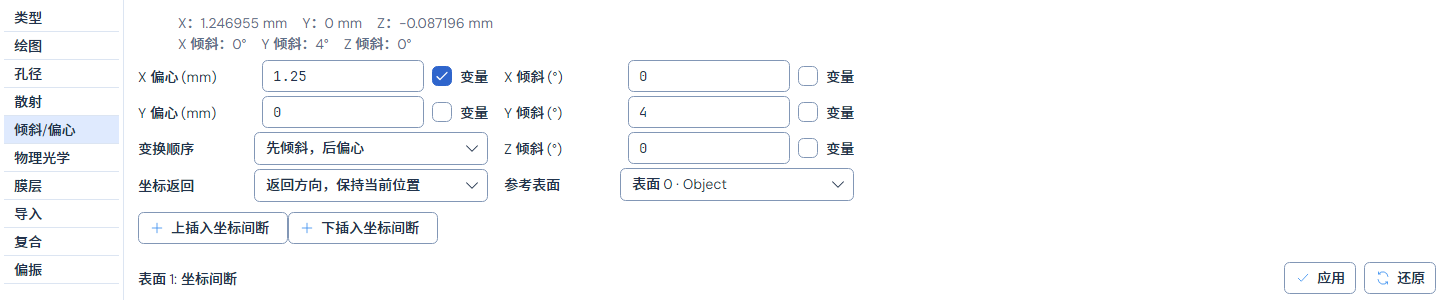 类型
绘图
孔径
散射
倾斜/偏心
物理光学
膜层
导入
复合
偏振
X： 1.246955 mm Y： 0 mm Z： -0.087196 mm
X 倾斜： 0° Y 倾斜： 4° Z 倾斜： 0°
X 偏心 (mm) 1.25 变量 X 倾斜 (°) 0 变量
Y 偏心 (mm) 0 变量 Y 倾斜 (°) 4 变量
变换顺序 先倾斜，后偏心 Z 倾斜 (°) 0 变量
坐标返回 返回方向，保持当前位置 参考表面 表面 0 · Object
上插入坐标间断 下插入坐标间断
表面 1: 坐标间断 应用 还原